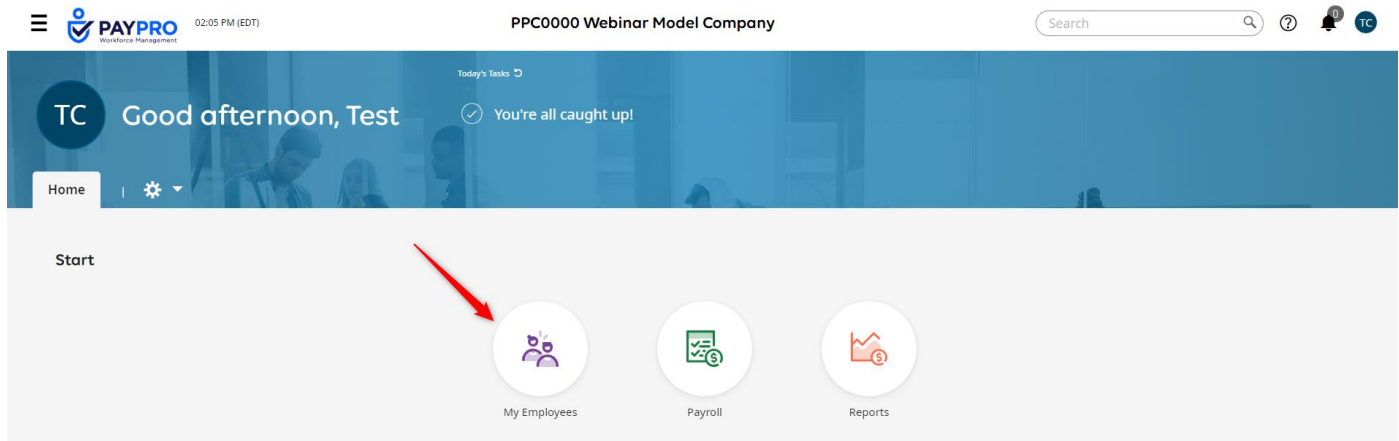 PAYPRO
Workforce Management
02:05 PM (EDT)
PPC0000 Webinar Model Company
Search
0
TC
Today's Tasks
TC
Good afternoon, Test
You're all caught up!
Home
Start
My Employees
Payroll
Reports